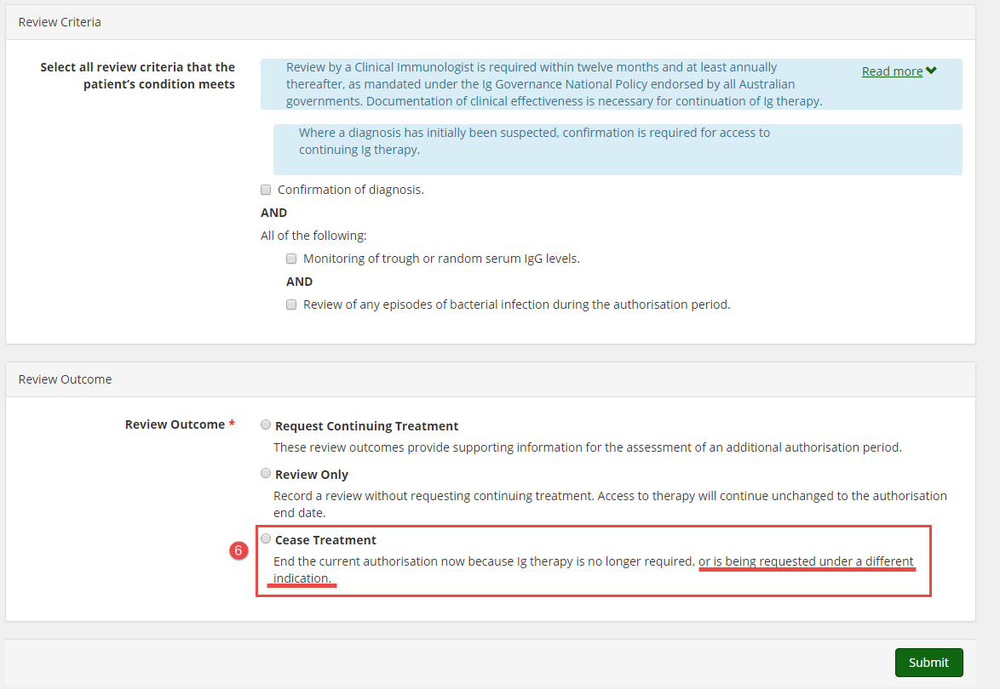 Review Criteria
Select all review criteria that the
patient's condition meets
Review by a Clinical Immunologist is required within twelve months and at least annually
thereafter, as mandated under the Ig Governance National Policy endorsed by all Australian
governments. Documentation of clinical effectiveness is necessary for continuation of Ig therapy.
Read more
Where a diagnosis has initially been suspected, confirmation is required for access to
continuing Ig therapy.
Confirmation of diagnosis.
AND
All of the following:
Monitoring of trough or random serum IgG levels.
AND
Review of any episodes of bacterial infection during the authorisation period.
Review Outcome
Review Outcome *
Request Continuing Treatment
These review outcomes provide supporting information for the assessment of an additional authorisation period.
Review Only
Record a review without requesting continuing treatment. Access to therapy will continue unchanged to the authorisation
end date.
6
Cease Treatment
End the current authorisation now because Ig therapy is no longer required, or is being requested under a different
indication.
Submit